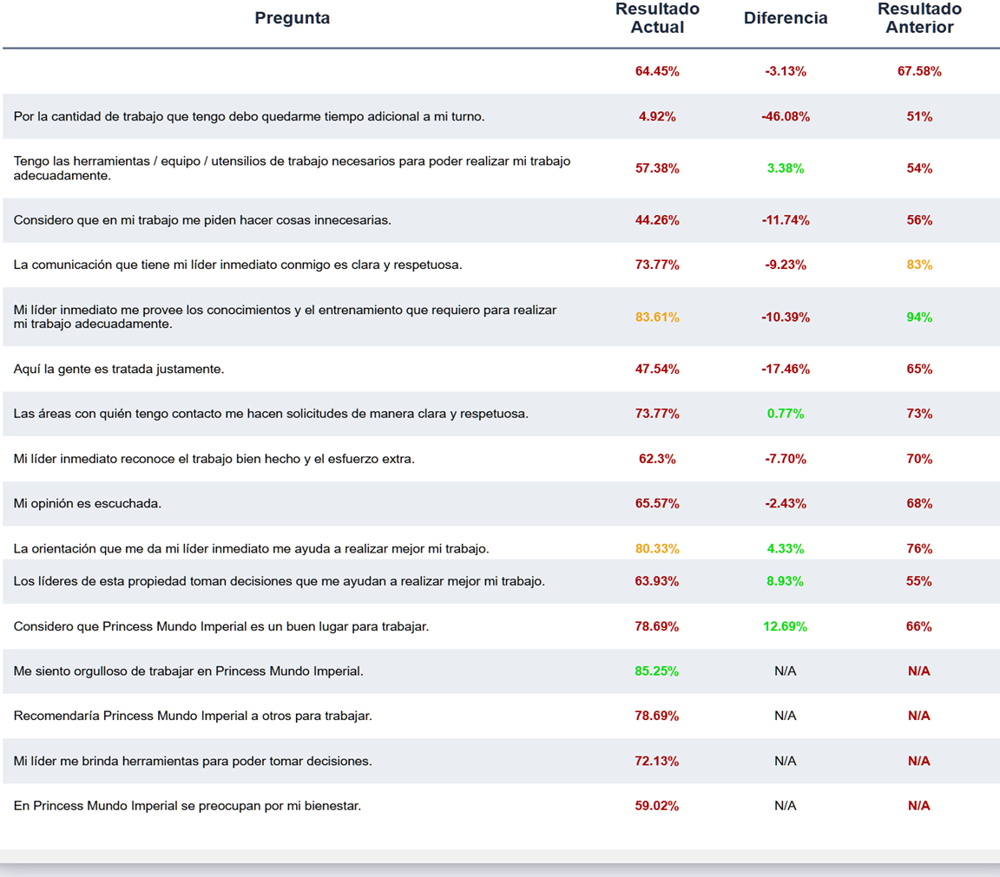 Pregunta
Resultado
Actual
Diferencia
Resultado
Anterior
64.45% -3.13% 67.58%
Por la cantidad de trabajo que tengo debo quedarme tiempo adicional a mi turno. 4.92% -46.08% 51%
Tengo las herramientas / equipo / utensilios de trabajo necesarios para poder realizar mi trabajo
adecuadamente. 57.38% 3.38% 54%
Considero que en mi trabajo me piden hacer cosas innecesarias. 44.26% -11.74% 56%
La comunicación que tiene mi líder inmediato conmigo es clara y respetuosa. 73.77% -9.23% 83%
Mi líder inmediato me provee los conocimientos y el entrenamiento que requiero para realizar
mi trabajo adecuadamente. 83.61% -10.39% 94%
Aquí la gente es tratada justamente. 47.54% -17.46% 65%
Las áreas con quién tengo contacto me hacen solicitudes de manera clara y respetuosa. 73.77% 0.77% 73%
Mi líder inmediato reconoce el trabajo bien hecho y el esfuerzo extra. 62.3% -7.70% 70%
Mi opinión es escuchada. 65.57% -2.43% 68%
La orientación que me da mi líder inmediato me ayuda a realizar mejor mi trabajo. 80.33% 4.33% 76%
Los líderes de esta propiedad toman decisiones que me ayudan a realizar mejor mi trabajo. 63.93% 8.93% 55%
Considero que Princess Mundo Imperial es un buen lugar para trabajar. 78.69% 12.69% 66%
Me siento orgulloso de trabajar en Princess Mundo Imperial. 85.25% N/A N/A
Recomendaría Princess Mundo Imperial a otros para trabajar. 78.69% N/A N/A
Mi líder me brinda herramientas para poder tomar decisiones. 72.13% N/A N/A
En Princess Mundo Imperial se preocupan por mi bienestar. 59.02% N/A N/A